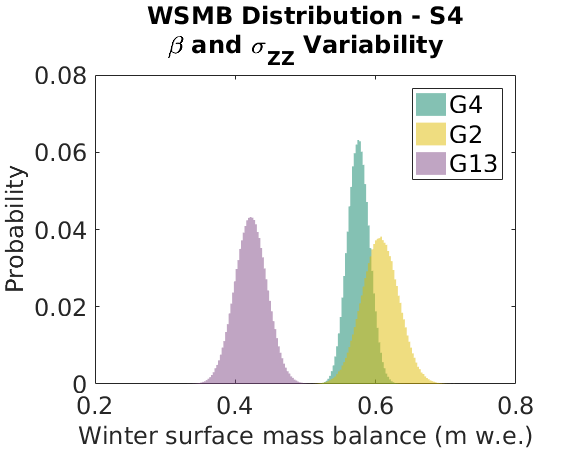 WSMB Distribution - S4
β and σZZ Variability
0.08
0.06
0.04
0.02
0
Probability
G4
G2
G13
0.2 0.4 0.6 0.8
Winter surface mass balance (m w.e.)